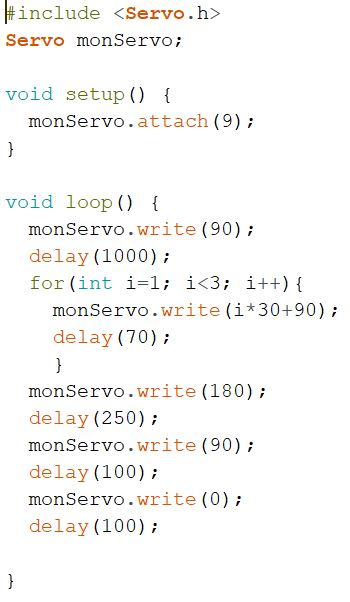 #include <Servo.h>
Servo monServo;

void setup() {
  monServo.attach(9);
}

void loop() {
  monServo.write(90);
  delay(1000);
  for(int i=1; i<3; i++){
    monServo.write(i*30+90);
    delay(70);
    }
  monServo.write(180);
  delay(250);
  monServo.write(90);
  delay(100);
  monServo.write(0);
  delay(100);

}